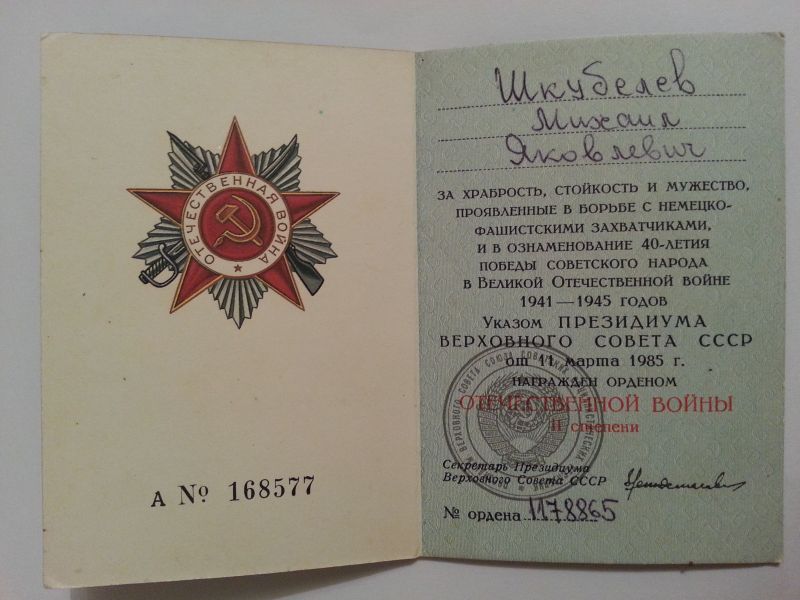 ОТЕЧЕСТВЕННАЯ ВОЙНА
А № 168577
Шкубелев
Михаил
Яковлевич
ЗА ХРАБРОСТЬ, СТОЙКОСТЬ И МУЖЕСТВО,
ПРОЯВЛЕННЫЕ В БОРЬБЕ С НЕМЕЦКО-
ФАШИСТСКИМИ ЗАХВАТЧИКАМИ,
И В ОЗНАМЕНОВАНИЕ 40-ЛЕТИЯ
ПОБЕДЫ СОВЕТСКОГО НАРОДА
В ВЕЛИКОЙ ОТЕЧЕСТВЕННОЙ ВОЙНЕ
1941—1945 ГОДОВ
УКАЗОМ ПРЕЗИДИУМА
ВЕРХОВНОГО СОВЕТА СССР
от 11 марта 1985 г.
НАГРАЖДЕН ОРДЕНОМ
ОТЕЧЕСТВЕННОЙ ВОЙНЫ
II степени
Секретарь Президиума
Верховного Совета СССР
№ ордена 1178865